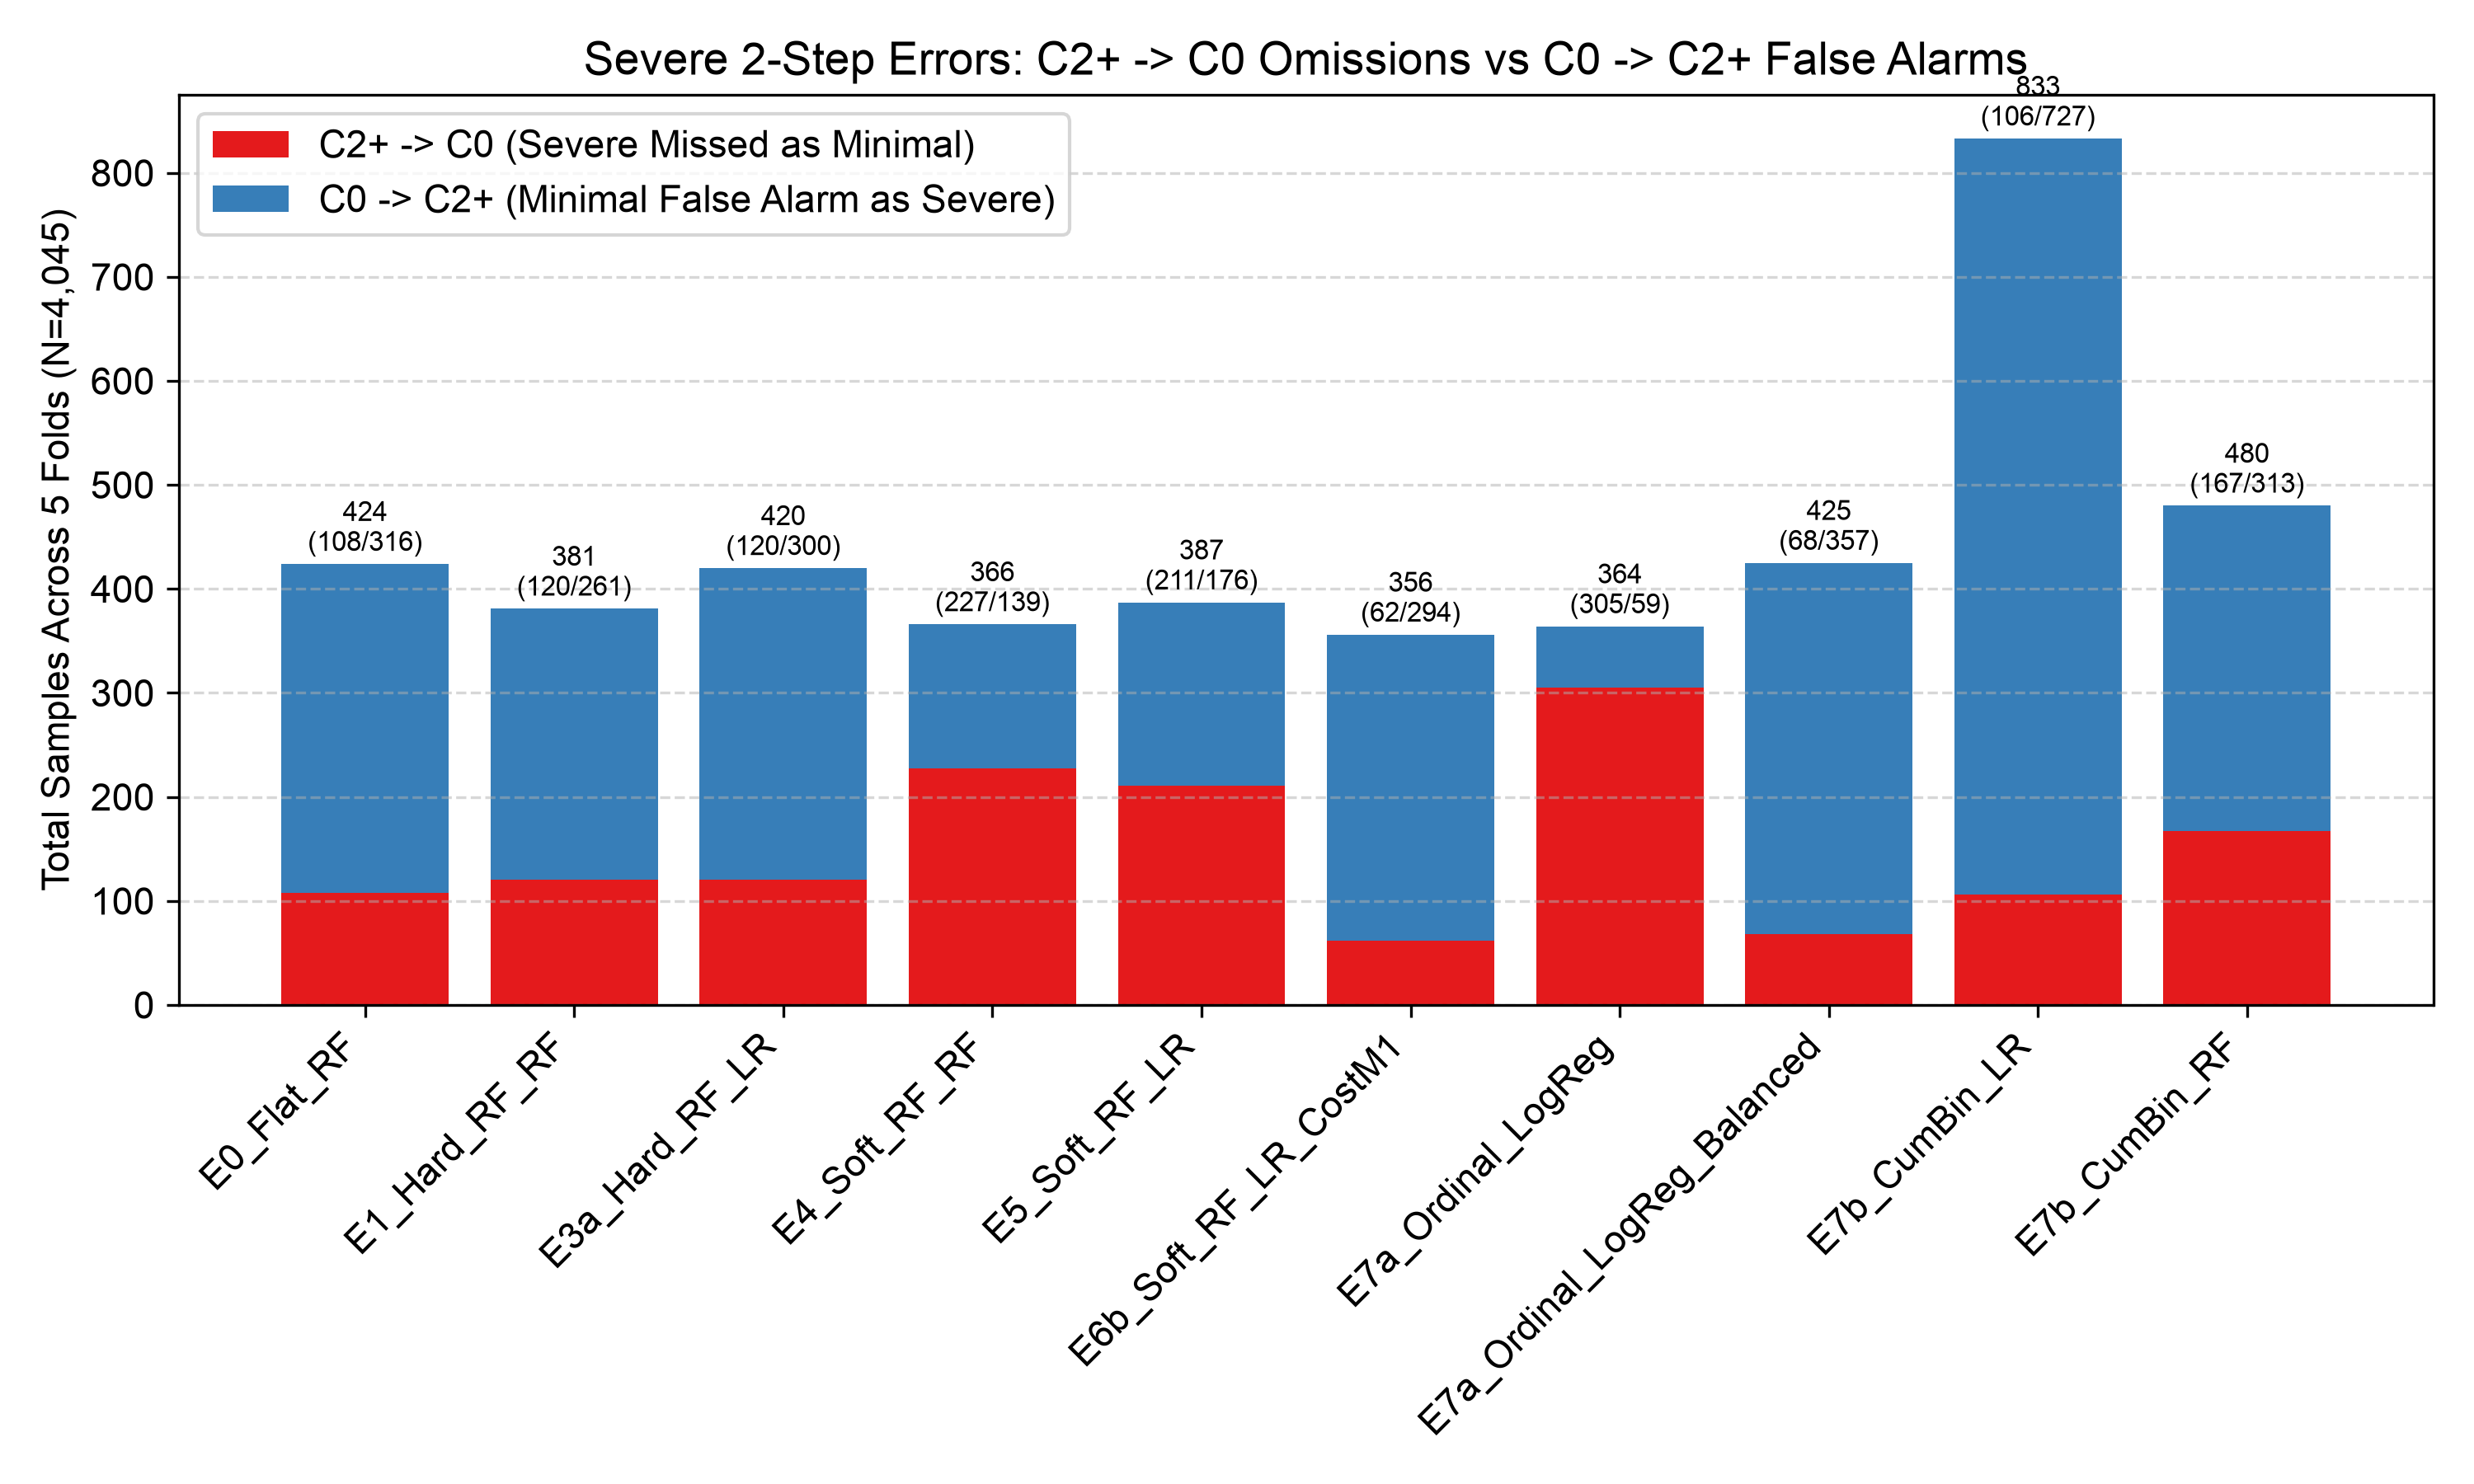 Severe 2-Step Errors: C2+ -> C0 Omissions vs C0 -> C2+ False Alarms
C2+ -> C0 (Severe Missed as Minimal)
C0 -> C2+ (Minimal False Alarm as Severe)
Total Samples Across 5 Folds (N=4,045)
800
700
600
500
400
300
200
100
0
424
(108/316)
381
(120/261)
420
(120/300)
366
(227/139)
387
(211/176)
356
(62/294)
364
(305/59)
425
(68/357)
833
(106/727)
480
(167/313)
E0_Flat_RF
E1_Hard_RF_RF
E3a_Hard_RF_LR
E4_Soft_RF_RF
E5_Soft_RF_LR
E6b_Soft_RF_LR_CostM1
E7a_Ordinal_LogReg
E7a_Ordinal_LogReg_Balanced
E7b_CumBin_LR
E7b_CumBin_RF